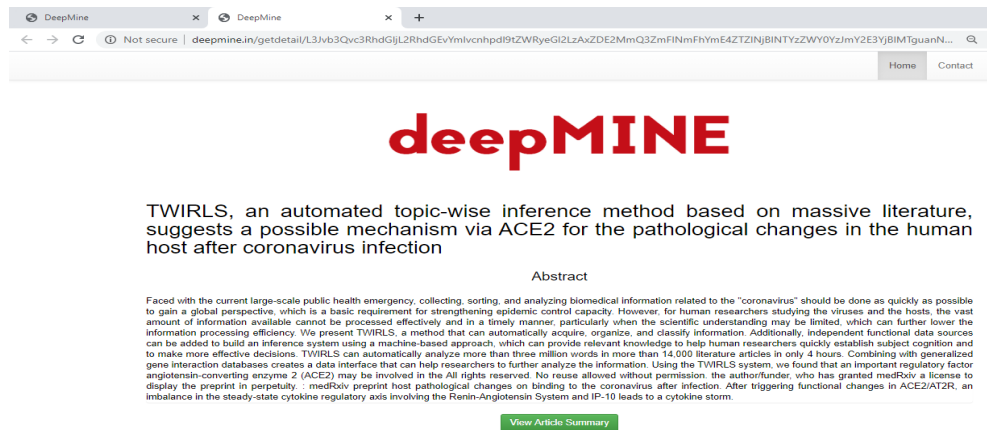 DeepMine
DeepMine
Not secure | deepmine.in/getdetail/L3Jvb3Qvc3RhdGljL2RhdGEvYmlvcnhpdl9tZWRyeGl2LzAxZDE2MmQ3ZmFlNmFhYmE4ZTZlNjBlNTYzZWY0YzJmY2E3YjBlMTguanN...
Home Contact
deepMINE
TWIRLS, an automated topic-wise inference method based on massive literature,
suggests a possible mechanism via ACE2 for the pathological changes in the human
host after coronavirus infection
Abstract
Faced with the current large-scale public health emergency, collecting, sorting, and analyzing biomedical information related to the "coronavirus" should be done as quickly as possible
to gain a global perspective, which is a basic requirement for strengthening epidemic control capacity. However, for human researchers studying the viruses and the hosts, the vast
amount of information available cannot be processed effectively and in a timely manner, particularly when the scientific understanding may be limited, which can further lower the
information processing efficiency. We present TWIRLS, a method that can automatically acquire, organize, and classify information. Additionally, independent functional data sources
can be added to build an inference system using a machine-based approach, which can provide relevant knowledge to help human researchers quickly establish subject cognition and
to make more effective decisions. TWIRLS can automatically analyze more than three million words in more than 14,000 literature articles in only 4 hours. Combining with generalized
gene interaction databases creates a data interface that can help researchers to further analyze the information. Using the TWIRLS system, we found that an important regulatory factor
angiotensin-converting enzyme 2 (ACE2) may be involved in the All rights reserved. No reuse allowed without permission. the author/funder, who has granted medRxiv a license to
display the preprint in perpetuity. : medRxiv preprint host pathological changes on binding to the coronavirus after infection. After triggering functional changes in ACE2/AT2R, an
imbalance in the steady-state cytokine regulatory axis involving the Renin-Angiotensin System and IP-10 leads to a cytokine storm.
View Article Summary